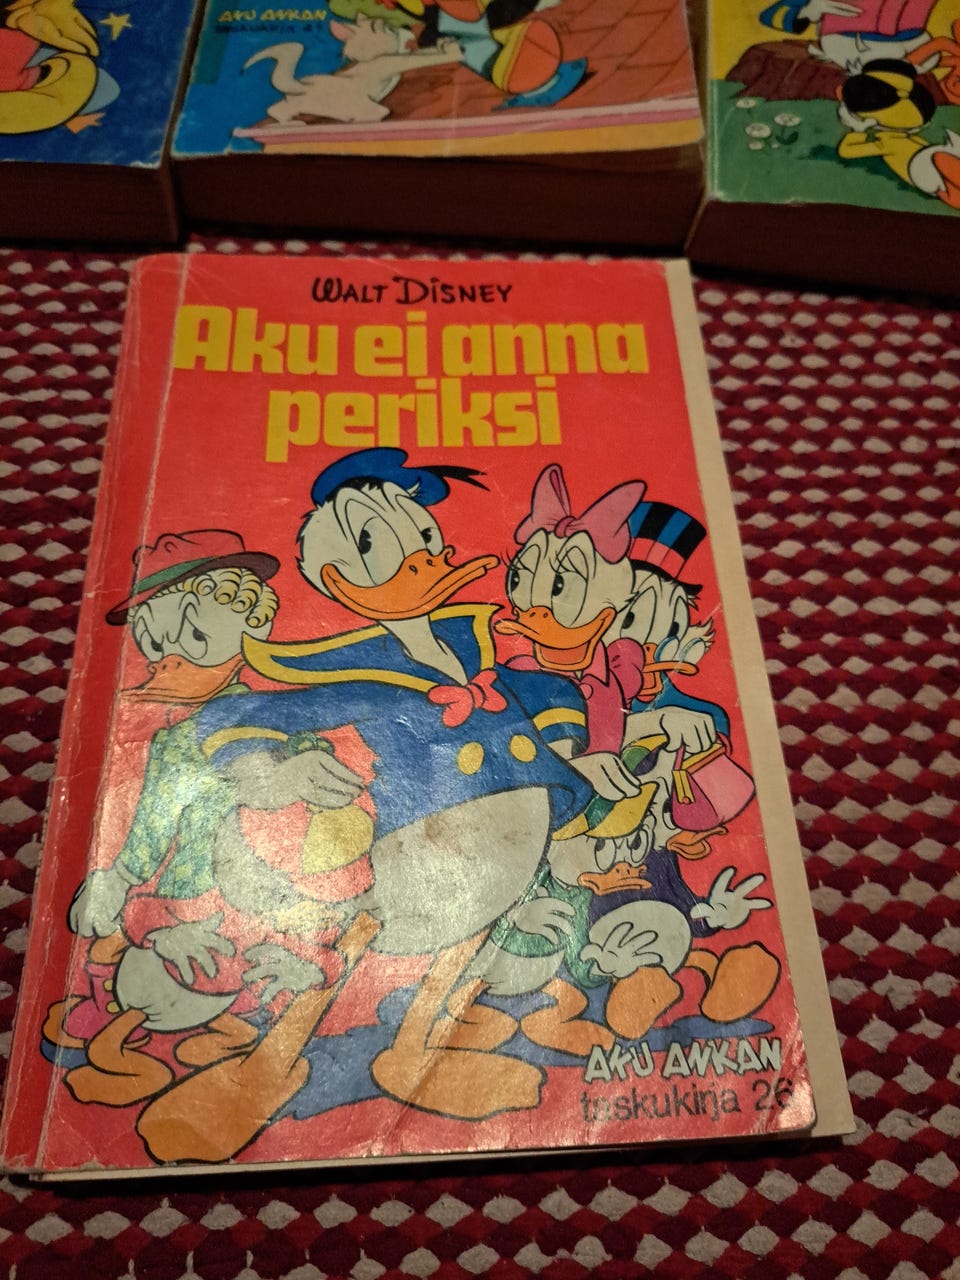 AKU ANKAN
WALT DISNEY
Aku ei anna
periksi
AKU ANKAN
taskukirja 26